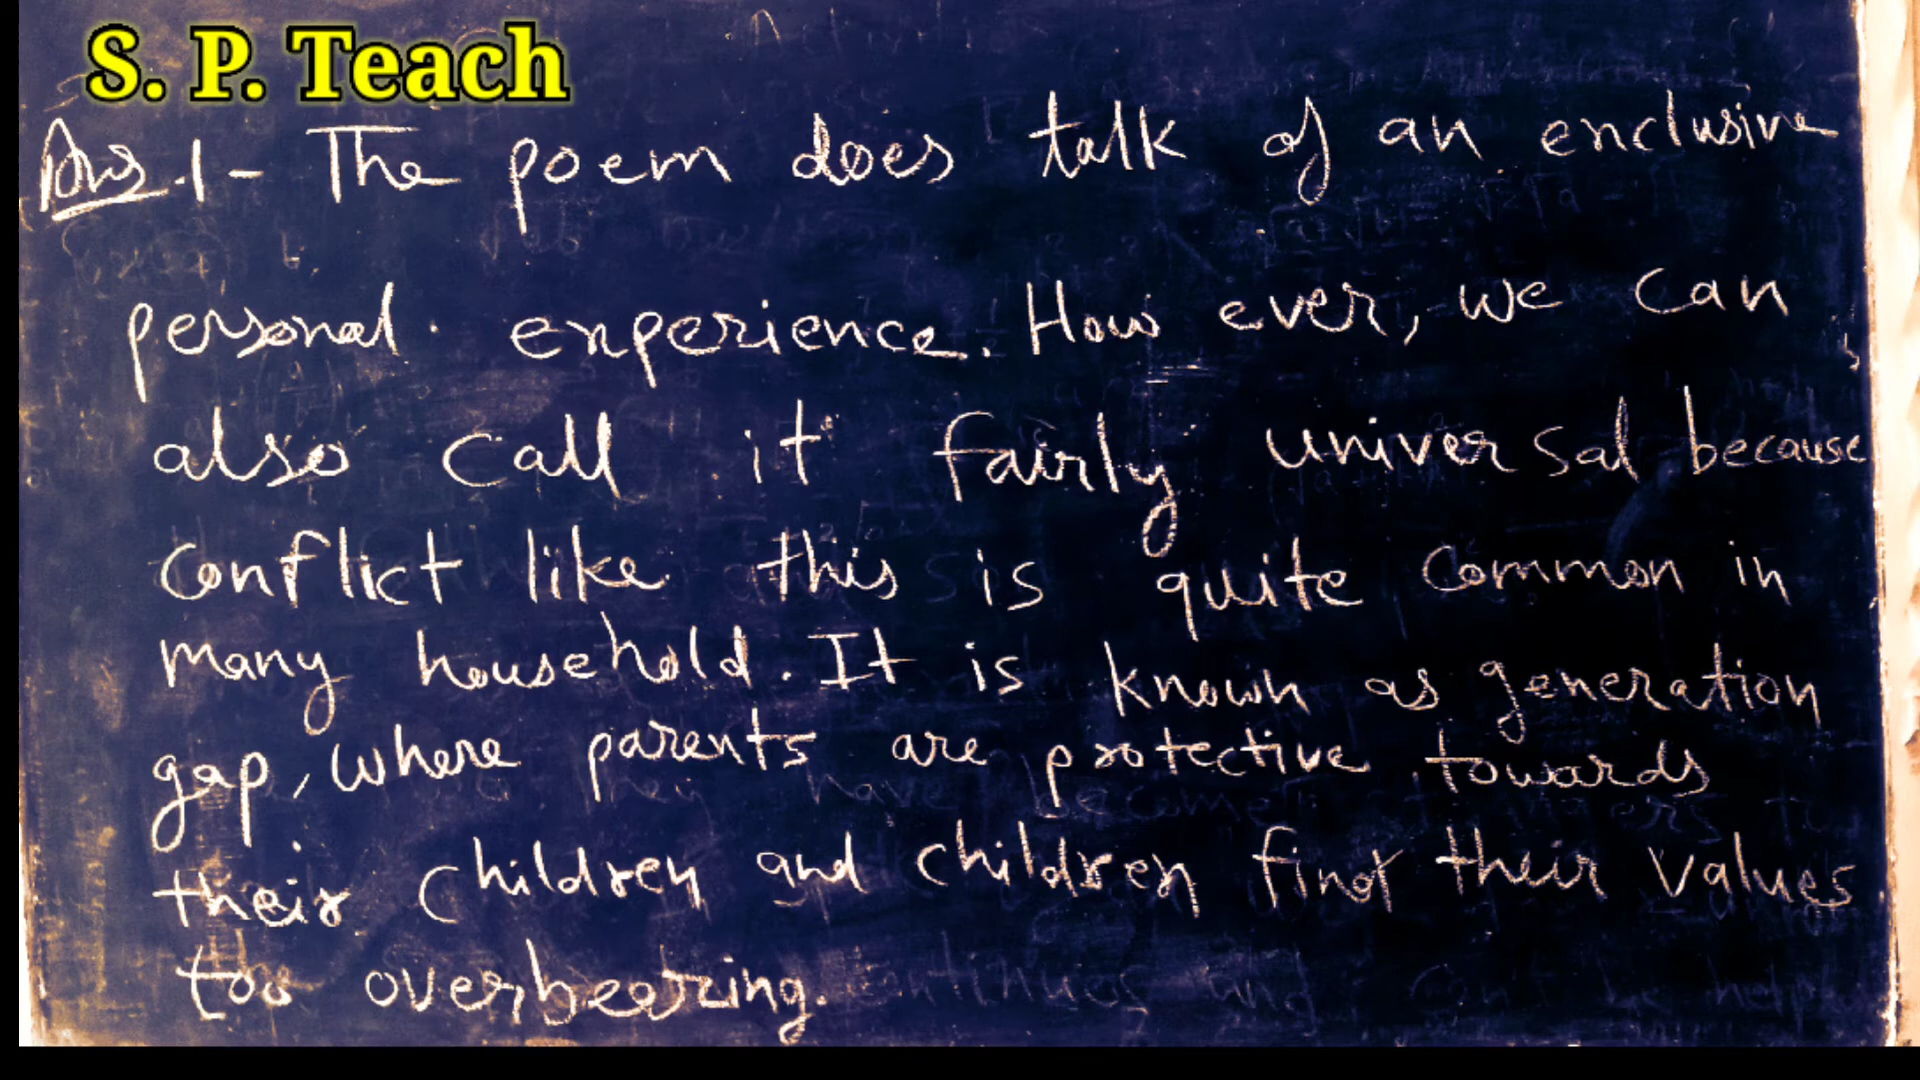 S. P. Teach
Ans.1- The poem does talk of an exclusive
personal experience. How ever, we can
also call it fairly universal because
conflict like this is quite common in
many household. It is known as generation
gap, where parents are protective towards
their children and children find their values
too overbearing.